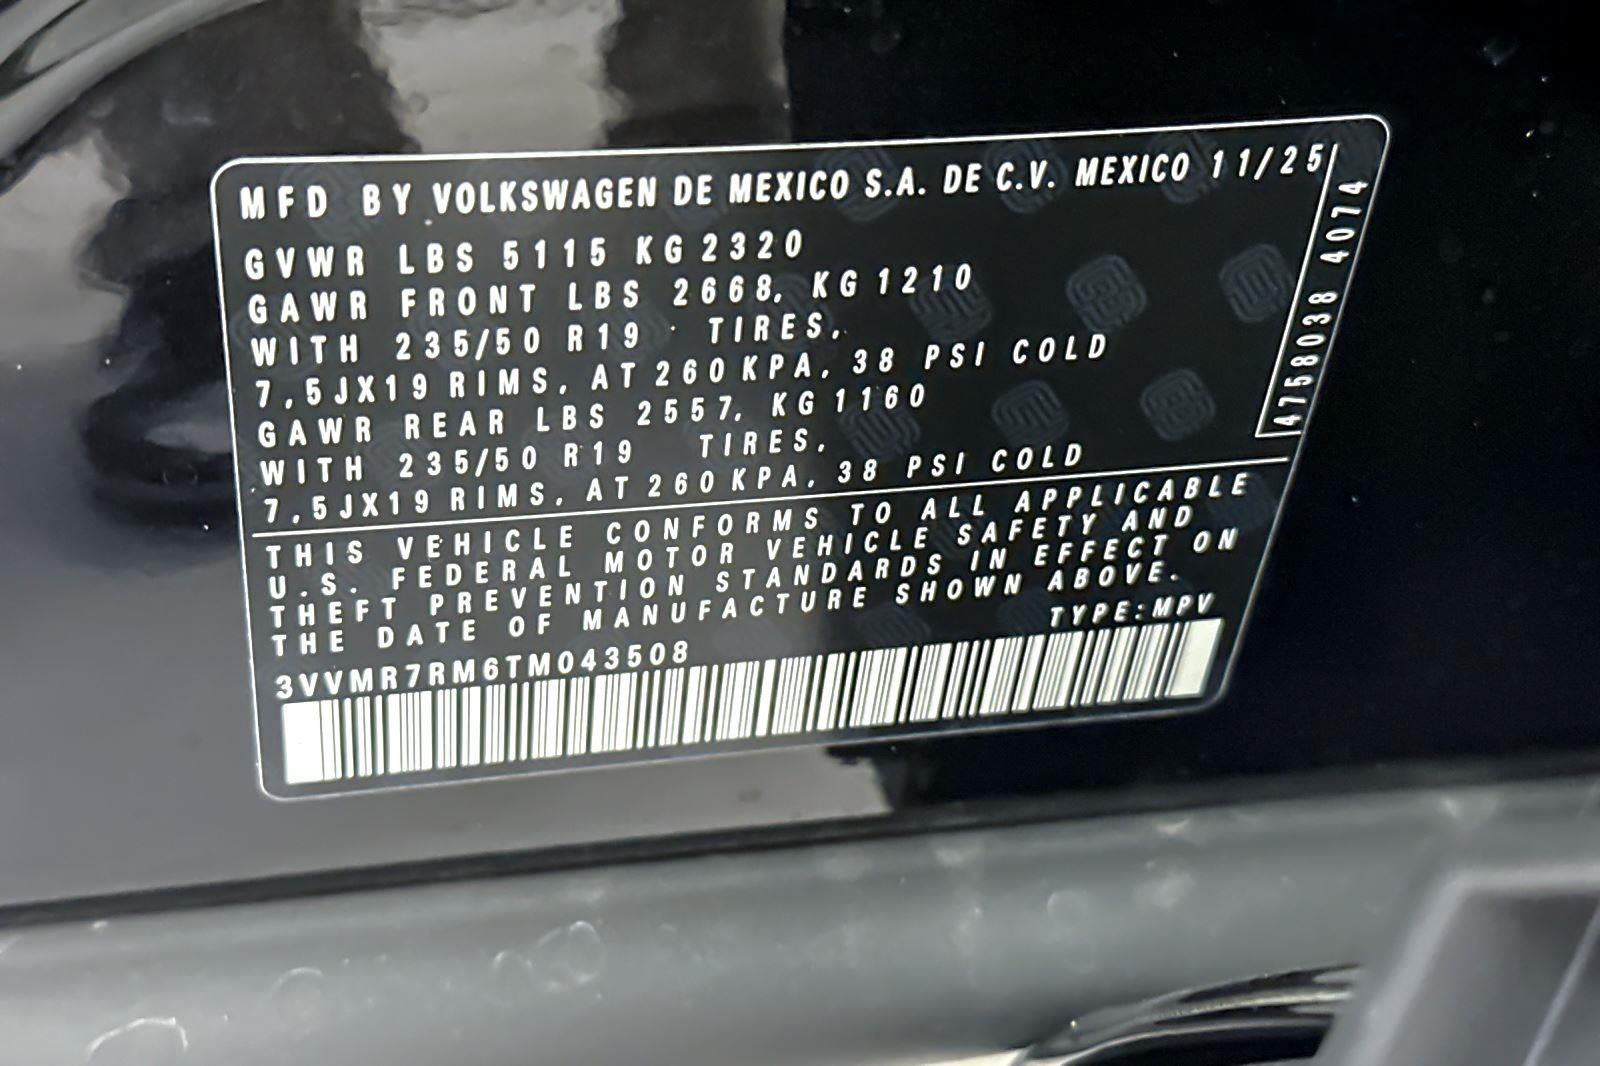 MFD BY VOLKSWAGEN DE MEXICO S.A. DE C.V. MEXICO 11/25
GVWR LBS 5115 KG 2320
GAWR FRONT LBS 2668, KG 1210
WITH 235/50 R19 TIRES,
7,5JX19 RIMS, AT 260 KPA, 38 PSI COLD
GAWR REAR LBS 2557, KG 1160
WITH 235/50 R19 TIRES,
7,5JX19 RIMS, AT 260 KPA, 38 PSI COLD
4758038 4074
THIS VEHICLE CONFORMS TO ALL APPLICABLE
U.S. FEDERAL MOTOR VEHICLE SAFETY AND
THEFT PREVENTION STANDARDS IN EFFECT ON
THE DATE OF MANUFACTURE SHOWN ABOVE.
TYPE:MPV
3VVMR7RM6TM043508